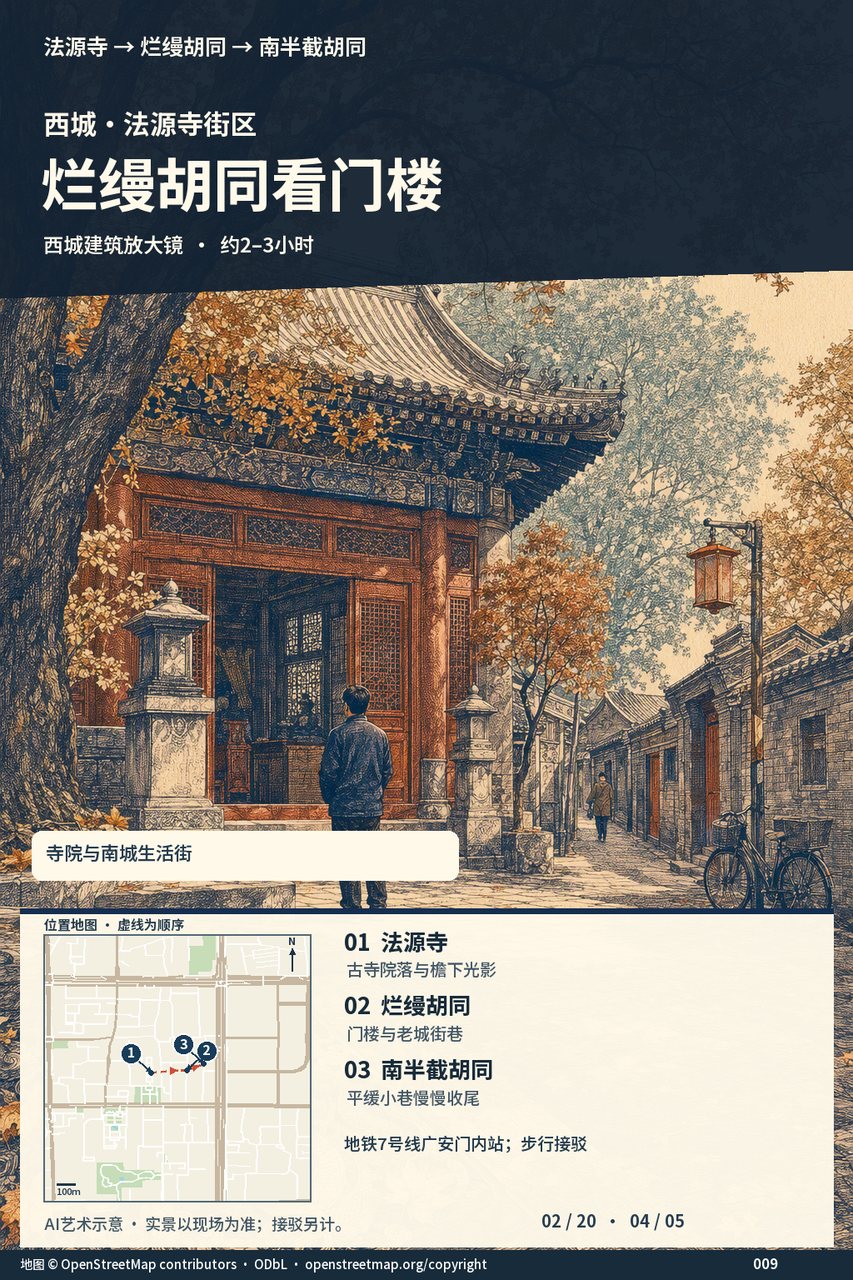 法源寺 → 烂缦胡同 → 南半截胡同
西城·法源寺街区
烂缦胡同看门楼
西城建筑放大镜 · 约2–3小时
寺院与南城生活街
位置地图 · 虚线为顺序
N
1
3
2
100m
01 法源寺
古寺院落与檐下光影
02 烂缦胡同
门楼与老城街巷
03 南半截胡同
平缓小巷慢慢收尾
地铁7号线广安门内站；步行接驳
AI艺术示意 · 实景以现场为准；接驳另计。
02 / 20 · 04 / 05
地图 © OpenStreetMap contributors · ODbL · openstreetmap.org/copyright
009